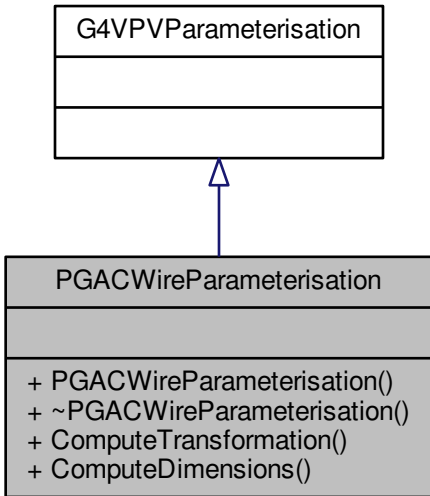 G4VPVParameterisation
PGACWireParameterisation
+ PGACWireParameterisation()
+ ~PGACWireParameterisation()
+ ComputeTransformation()
+ ComputeDimensions()